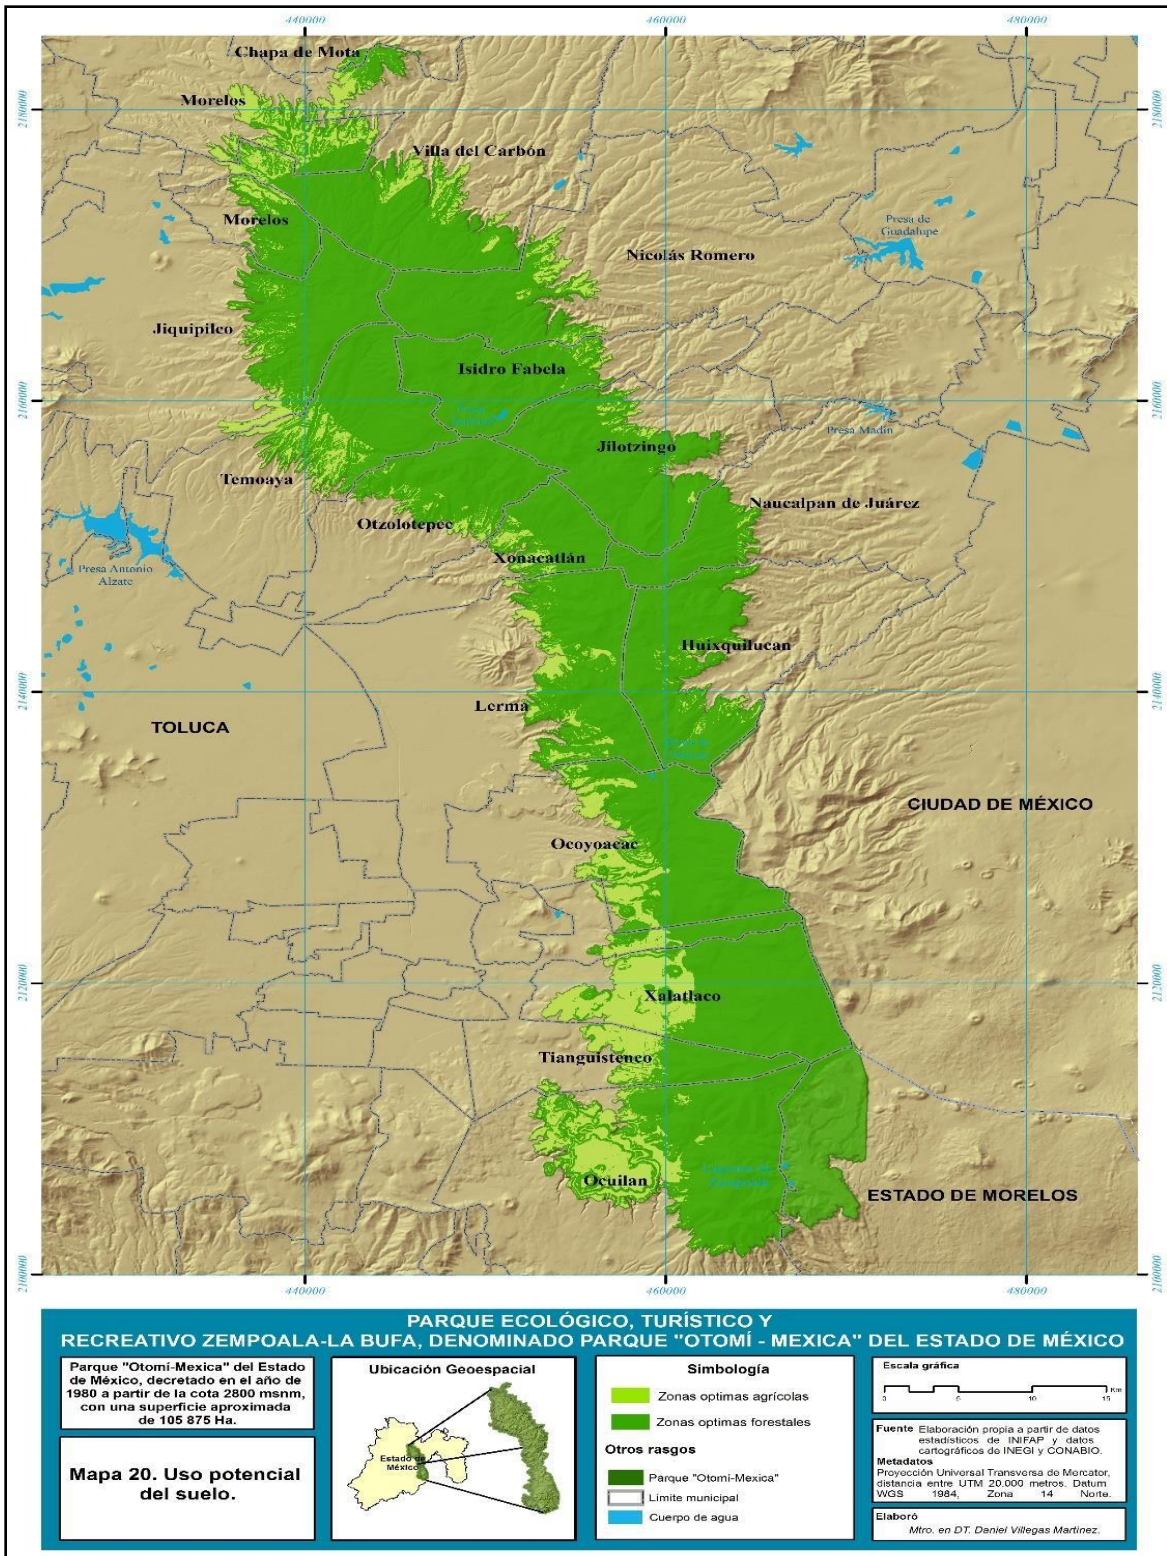 440000
460000
480000
2180000
2180000
Chapa de Mota
Morelos
Villa del Carbón
Morelos
Presa de
Guadalupe
Nicolás Romero
Jiquipilco
Isidro Fabela
2160000
2160000
Presa Madín
Jilotzingo
Temoaya
Naucalpan de Juárez
Otzolotepec
Xonacatlán
Presa Antonio
Alzate
Huixquilucan
2140000
2140000
Lerma
TOLUCA
CIUDAD DE MÉXICO
Ocoyoacac
2120000
2120000
Xalatlaco
Tianguistenco
Lagunas de
Zempoala
Ocuilan
ESTADO DE MORELOS
2100000
2100000
440000
460000
480000
PARQUE ECOLÓGICO, TURÍSTICO Y
RECREATIVO ZEMPOALA-LA BUFA, DENOMINADO PARQUE "OTOMÍ - MEXICA" DEL ESTADO DE MÉXICO
Parque "Otomí-Mexica" del Estado
de México, decretado en el año de
1980 a partir de la cota 2800 msnm,
con una superficie aproximada
de 105 875 Ha.
Mapa 20. Uso potencial
del suelo.
Ubicación Geoespacial
Estado de
México
Simbología
Zonas optimas agrícolas
Zonas optimas forestales
Otros rasgos
Parque "Otomí-Mexica"
Límite municipal
Cuerpo de agua
Escala gráfica
0 5 10 15 Km
Fuente Elaboración propia a partir de datos
estadísticos de INIFAP y datos
cartográficos de INEGI y CONABIO.
Metadatos
Proyección Universal Transversa de Mercator,
distancia entre UTM 20.000 metros. Datum
WGS 1984, Zona 14 Norte.
Elaboró
Mtro. en DT. Daniel Villegas Martínez.